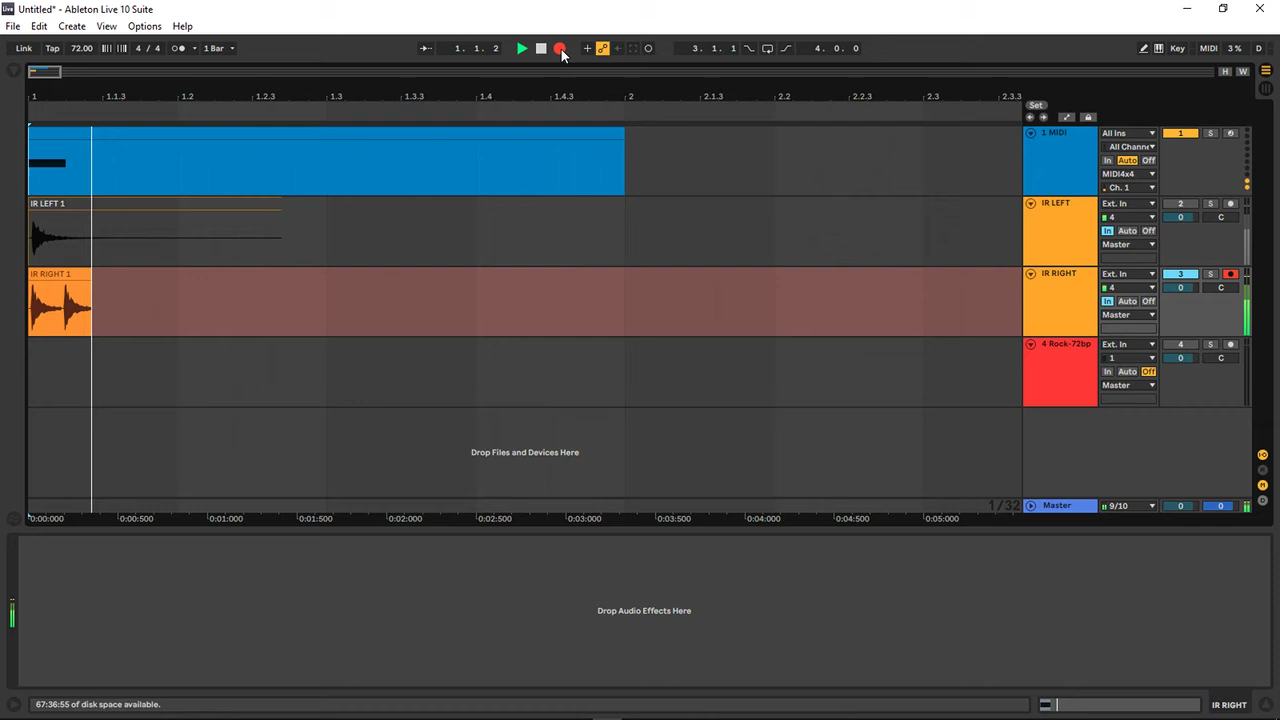 Untitled* - Ableton Live 10 Suite
File Edit Create View Options Help
Link Tap 72.00 4 / 4 1 Bar 1. 1. 2 3. 1. 1 4. 0. 0 Key MIDI 3 % D
H W
1 1.1.3 1.2 1.2.3 1.3 1.3.3 1.4 1.4.3 2 2.1.3 2.2 2.2.3 2.3 2.3.3
Set
1 MIDI All Ins 1 S
All Channe
In Auto Off
MIDI4x4
Ch. 1
IR LEFT 1 IR LEFT Ext. In 2 S
4 0 C
In Auto Off
Master
IR RIGHT 1 IR RIGHT Ext. In 3 S
4 0 C
In Auto Off
Master
4 Rock-72bp Ext. In 4 S
1 0 C
In Auto Off
Master
Drop Files and Devices Here
1/32 Master 9/10 0 0
0:00:000 0:00:500 0:01:000 0:01:500 0:02:000 0:02:500 0:03:000 0:03:500 0:04:000 0:04:500 0:05:000
Drop Audio Effects Here
67:36:55 of disk space available. IR RIGHT